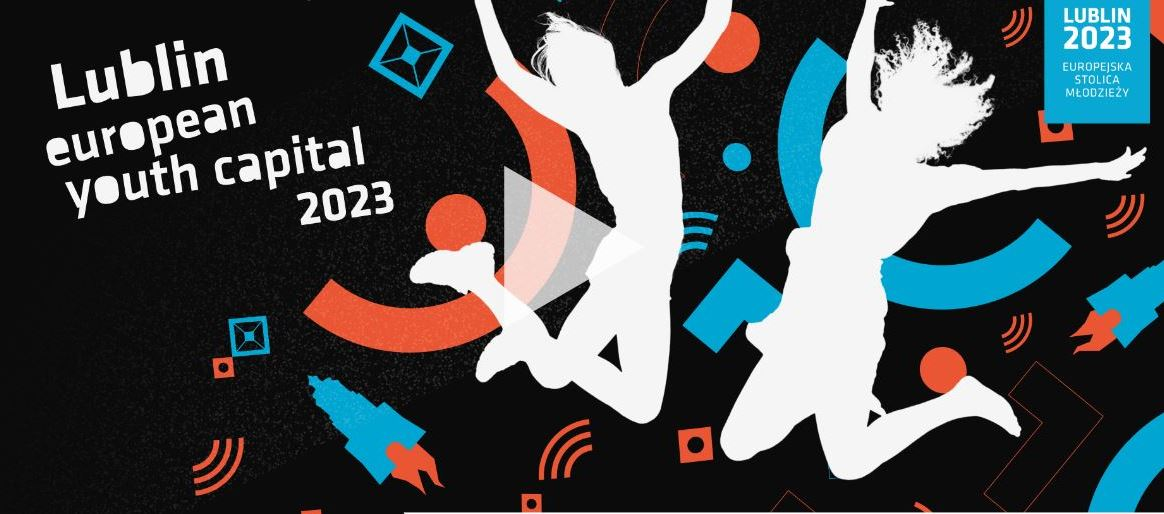 Lublin
european
youth capital
2023
LUBLIN
2023
EUROPEJSKA
STOLICA
MŁODZIEŻY